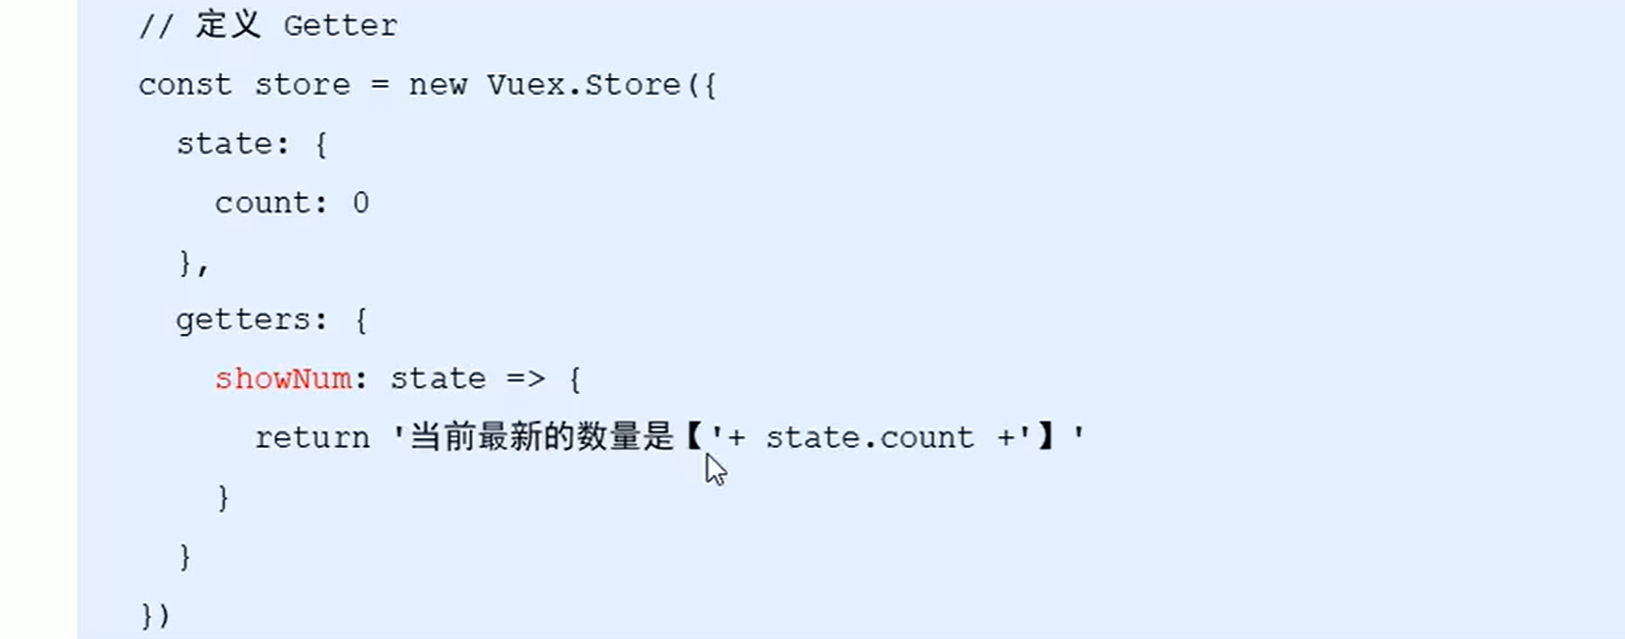 // 定义 Getter
const store = new Vuex.Store({
  state: {
    count: 0
  },
  getters: {
    showNum: state => {
      return '当前最新的数量是【'+ state.count +'】'
    }
  }
})